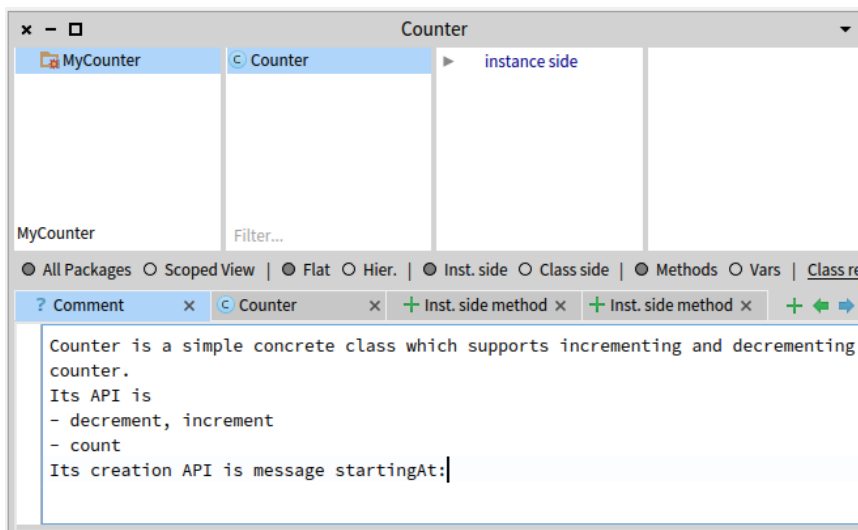 Counter
MyCounter
Counter
instance side
MyCounter
Filter...
All Packages Scoped View | Flat Hier. | Inst. side Class side | Methods Vars | Class re
? Comment × Counter × Inst. side method × Inst. side method ×
Counter is a simple concrete class which supports incrementing and decrementing
counter.
Its API is
- decrement, increment
- count
Its creation API is message startingAt: